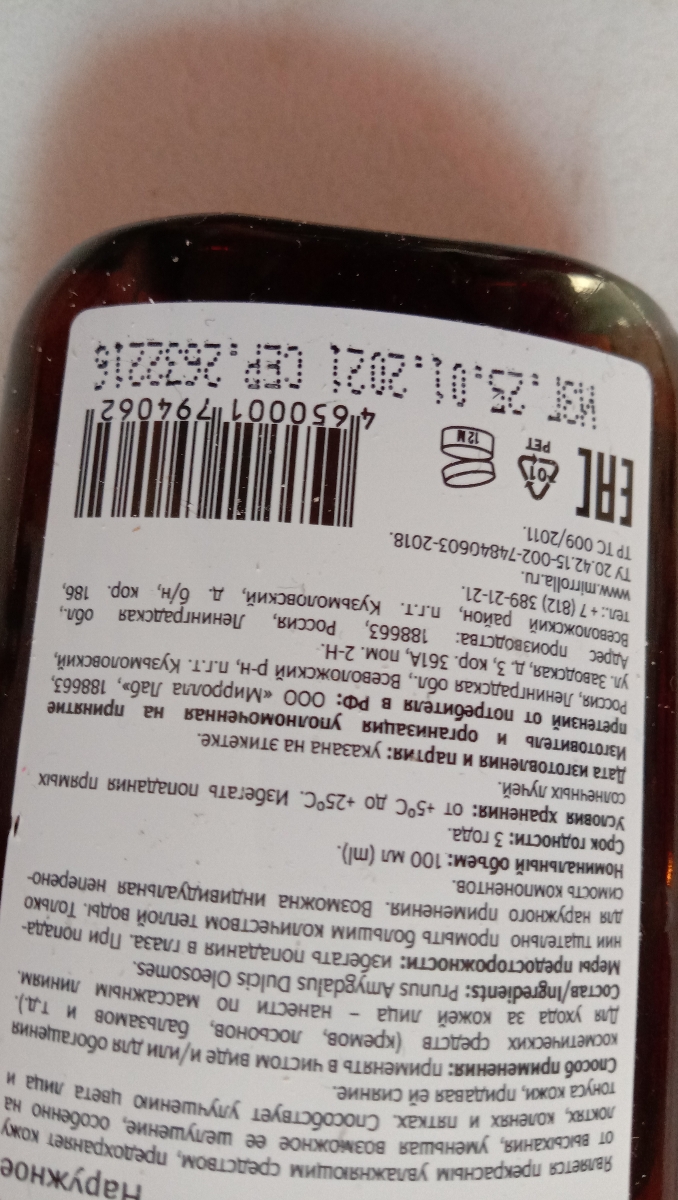 Наружное
Является прекрасным увлажняющим средством, предохраняет кожу
от высыхания, уменьшая возможное ее шелушение, особенно на
локтях, коленях и пятках. Способствует улучшению цвета лица и
тонуса кожи, придавая ей сияние.
Способ применения: применять в чистом виде и/или для обогащения
косметических средств (кремов, лосьонов, бальзамов и т.д.).
Для ухода за кожей лица – нанести по массажным линиям.
Состав/Ingredients: Prunus Amygdalus Dulcis Oleosomes.
Меры предосторожности: избегать попадания в глаза. При попада-
нии тщательно промыть большим количеством теплой воды. Только
для наружного применения. Возможна индивидуальная неперено-
симость компонентов.
Номинальный объем: 100 мл (ml).
Срок годности: 3 года.
Условия хранения: от +5°C до +25°C. Избегать попадания прямых
солнечных лучей.
Дата изготовления и партия: указана на этикетке.
Изготовитель и организация уполномоченная на принятие
претензий от потребителя в РФ: ООО «Мирролла Лаб», 188663,
Россия, Ленинградская обл., Всеволожский р-н, п.г.т. Кузьмоловский,
ул. Заводская, д. 3, кор. 361А, пом. 2-Н.
Адрес производства: 188663, Россия, Ленинградская обл.,
Всеволожский район, п.г.т. Кузьмоловский, д. б/н, кор. 186,
тел.: + 7 (812) 389-21-21.
www.mirrolla.ru.
ТУ 20.42.15-002-74840603-2018.
ТР ТС 009/2011.
EAC
01
PET
12M
4 650001 794062
ИЗГ.25.01.2021 СЕР.2632216